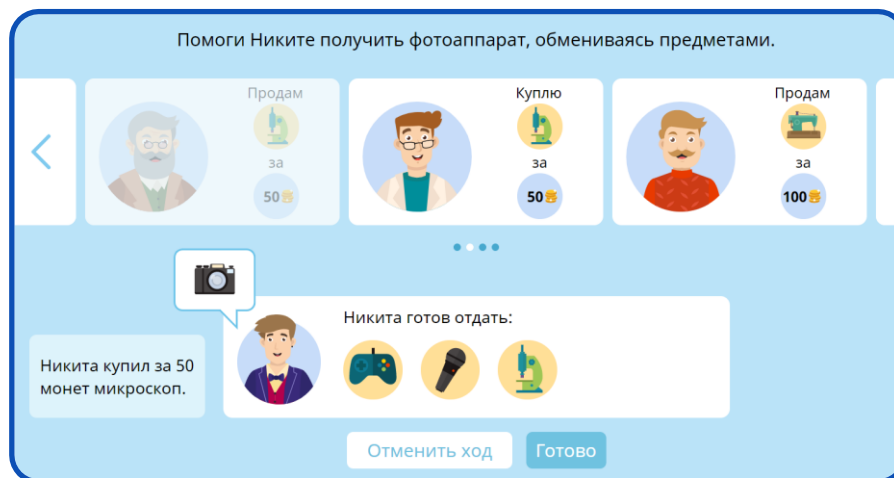 Помоги Никите получить фотоаппарат, обмениваясь предметами.
Продам
за
50
Куплю
за
50
Продам
за
100
Никита готов отдать:
Никита купил за 50
монет микроскоп.
Отменить ход
Готово